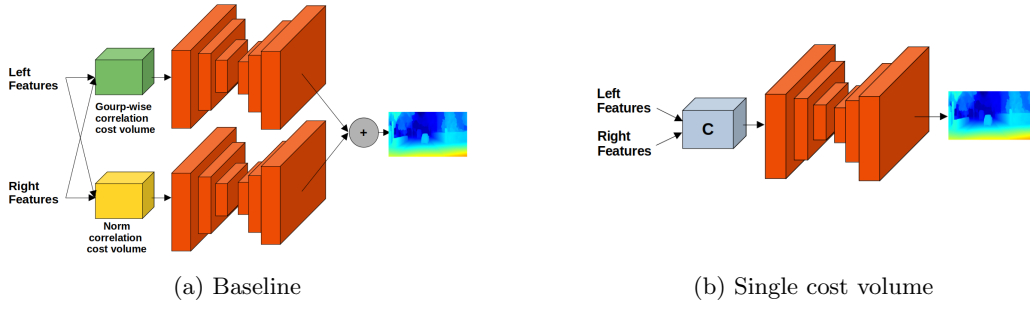 Left
Features
Gourp-wise
correlation
cost volume
Right
Features
Norm
correlation
cost volume
+
(a) Baseline
Left
Features
Right
Features
C
(b) Single cost volume